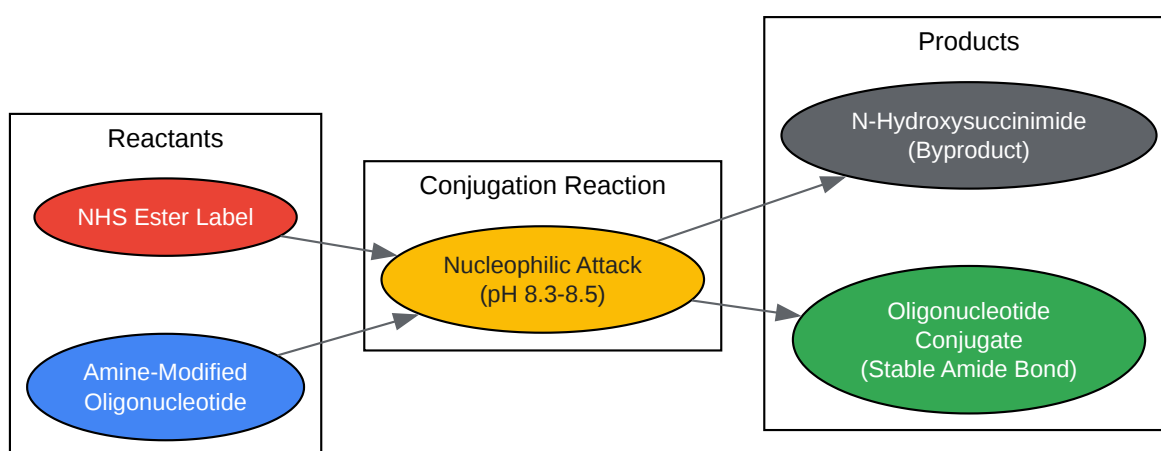 Reactants
NHS Ester Label
Amine-Modified
Oligonucleotide
Conjugation Reaction
Nucleophilic Attack
(pH 8.3-8.5)
Products
N-Hydroxysuccinimide
(Byproduct)
Oligonucleotide
Conjugate
(Stable Amide Bond)